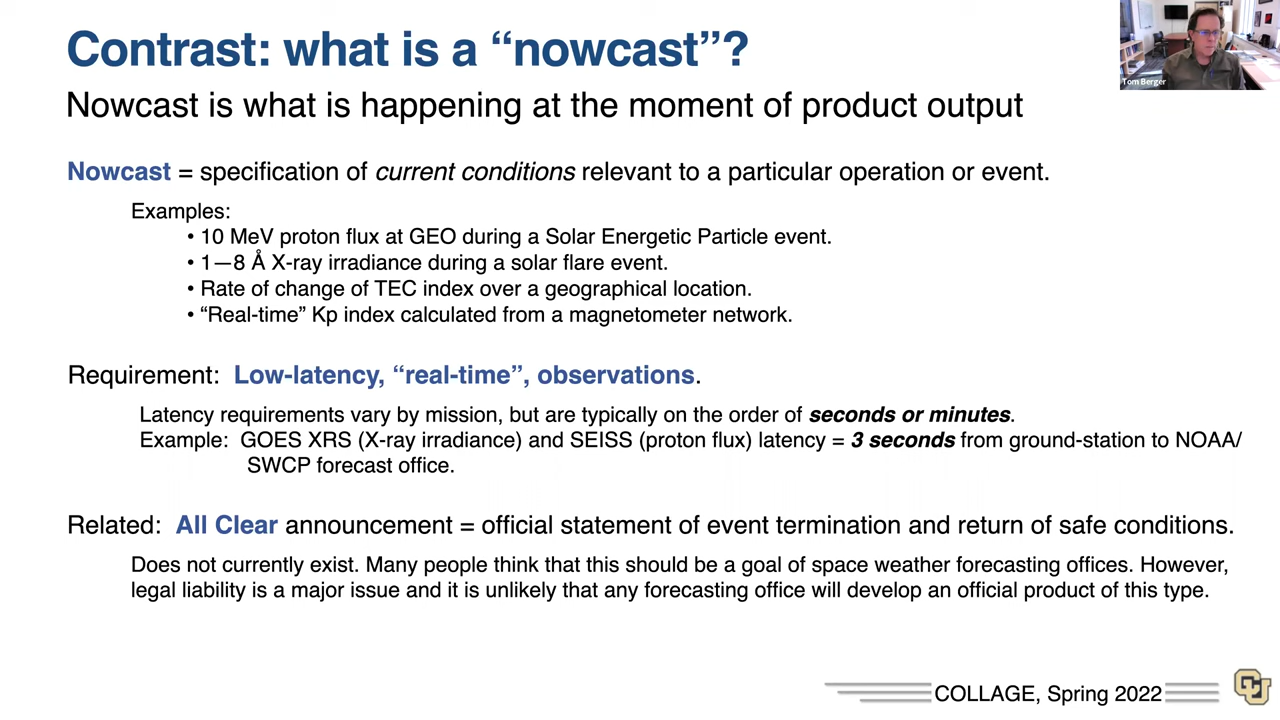 Contrast: what is a “nowcast”?
Tom Berger
Nowcast is what is happening at the moment of product output
Nowcast = specification of current conditions relevant to a particular operation or event.
Examples:
• 10 MeV proton flux at GEO during a Solar Energetic Particle event.
• 1—8 Å X-ray irradiance during a solar flare event.
• Rate of change of TEC index over a geographical location.
• “Real-time” Kp index calculated from a magnetometer network.
Requirement: Low-latency, “real-time”, observations.
Latency requirements vary by mission, but are typically on the order of seconds or minutes.
Example: GOES XRS (X-ray irradiance) and SEISS (proton flux) latency = 3 seconds from ground-station to NOAA/
SWCP forecast office.
Related: All Clear announcement = official statement of event termination and return of safe conditions.
Does not currently exist. Many people think that this should be a goal of space weather forecasting offices. However,
legal liability is a major issue and it is unlikely that any forecasting office will develop an official product of this type.
COLLAGE, Spring 2022
CU